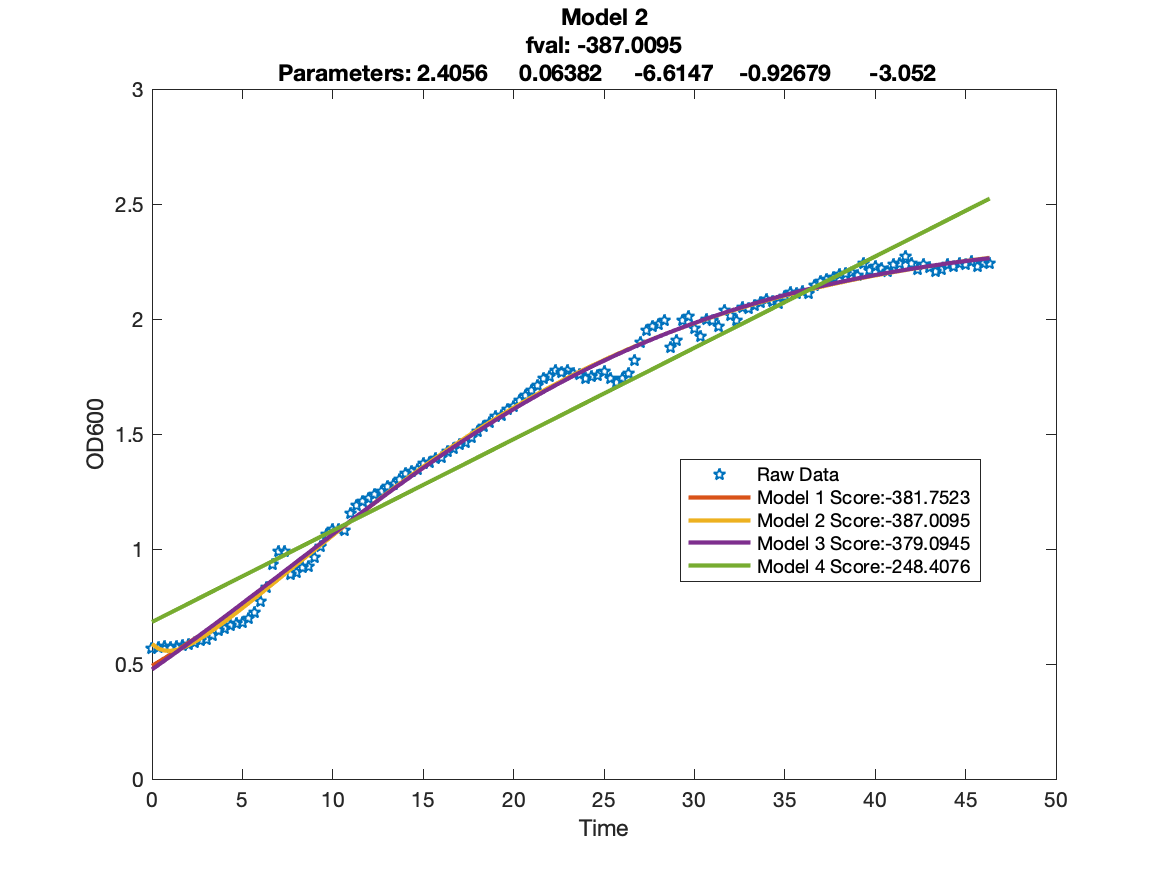 Model 2
fval: -387.0095
Parameters: 2.4056 0.06382 -6.6147 -0.92679 -3.052
3
2.5
2
1.5
1
0.5
0
OD600
Raw Data
Model 1 Score:-381.7523
Model 2 Score:-387.0095
Model 3 Score:-379.0945
Model 4 Score:-248.4076
0 5 10 15 20 25 30 35 40 45 50
Time